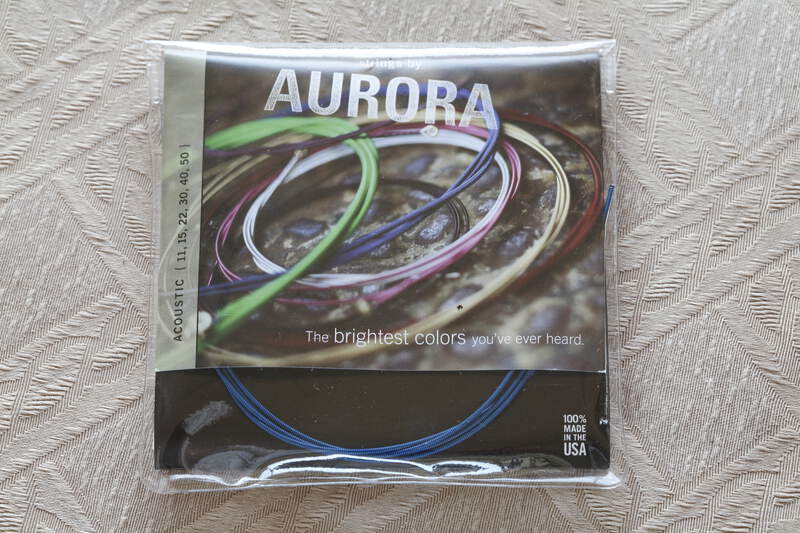 strings by
AURORA
ACOUSTIC [ 11, 15, 22, 30, 40, 50 ]
The brightest colors you've ever heard.
100%
MADE
IN THE
USA